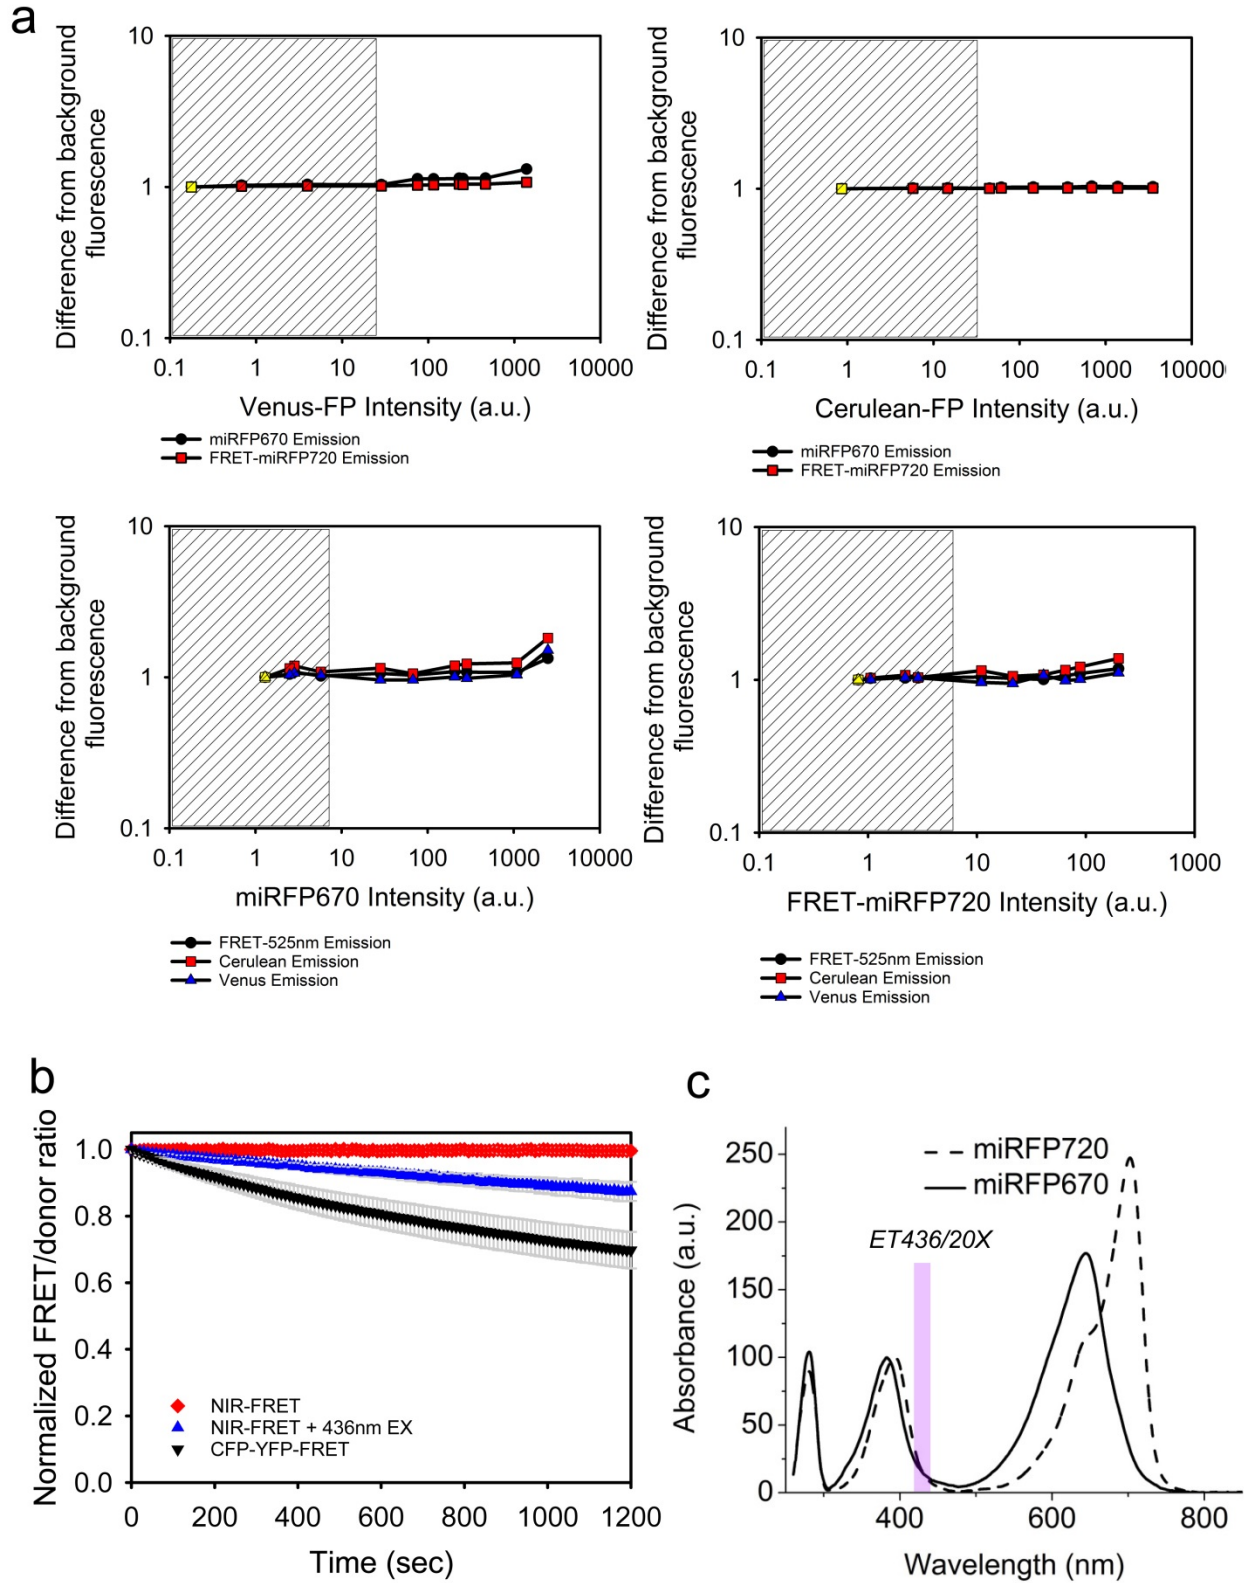 a
10
1
0.1
0.1 1 10 100 1000 10000
Difference from background
fluorescence
Venus-FP Intensity (a.u.)
miRFP670 Emission
FRET-miRFP720 Emission
10
1
0.1
0.1 1 10 100 1000 10000
Difference from background
fluorescence
Cerulean-FP Intensity (a.u.)
miRFP670 Emission
FRET-miRFP720 Emission
10
1
0.1
0.1 1 10 100 1000 10000
Difference from background
fluorescence
miRFP670 Intensity (a.u.)
FRET-525nm Emission
Cerulean Emission
Venus Emission
10
1
0.1
0.1 1 10 100 1000
Difference from background
fluorescence
FRET-miRFP720 Intensity (a.u.)
FRET-525nm Emission
Cerulean Emission
Venus Emission
b
Normalized FRET/donor ratio
1.0
0.8
0.6
0.4
0.2
0.0
NIR-FRET
NIR-FRET + 436nm EX
CFP-YFP-FRET
0 200 400 600 800 1000 1200
Time (sec)
c
Absorbance (a.u.)
250
200
150
100
50
0
miRFP720
miRFP670
ET436/20X
400 600 800
Wavelength (nm)